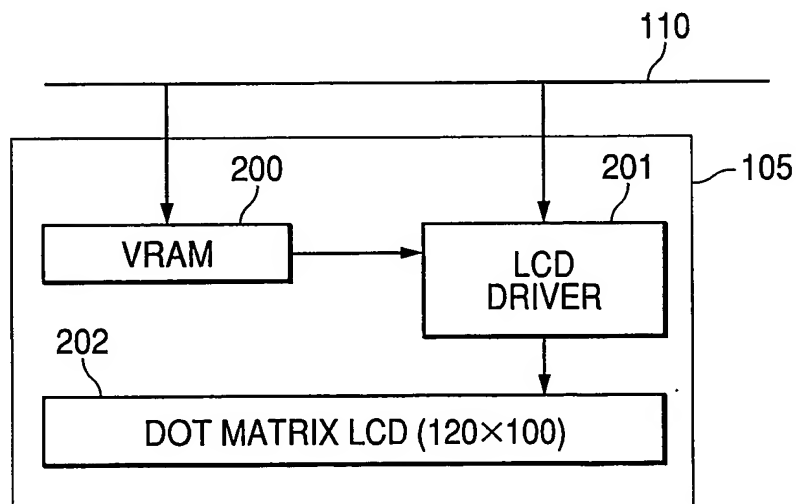 110
105
200
VRAM
201
LCD
DRIVER
202
DOT MATRIX LCD (120×100)